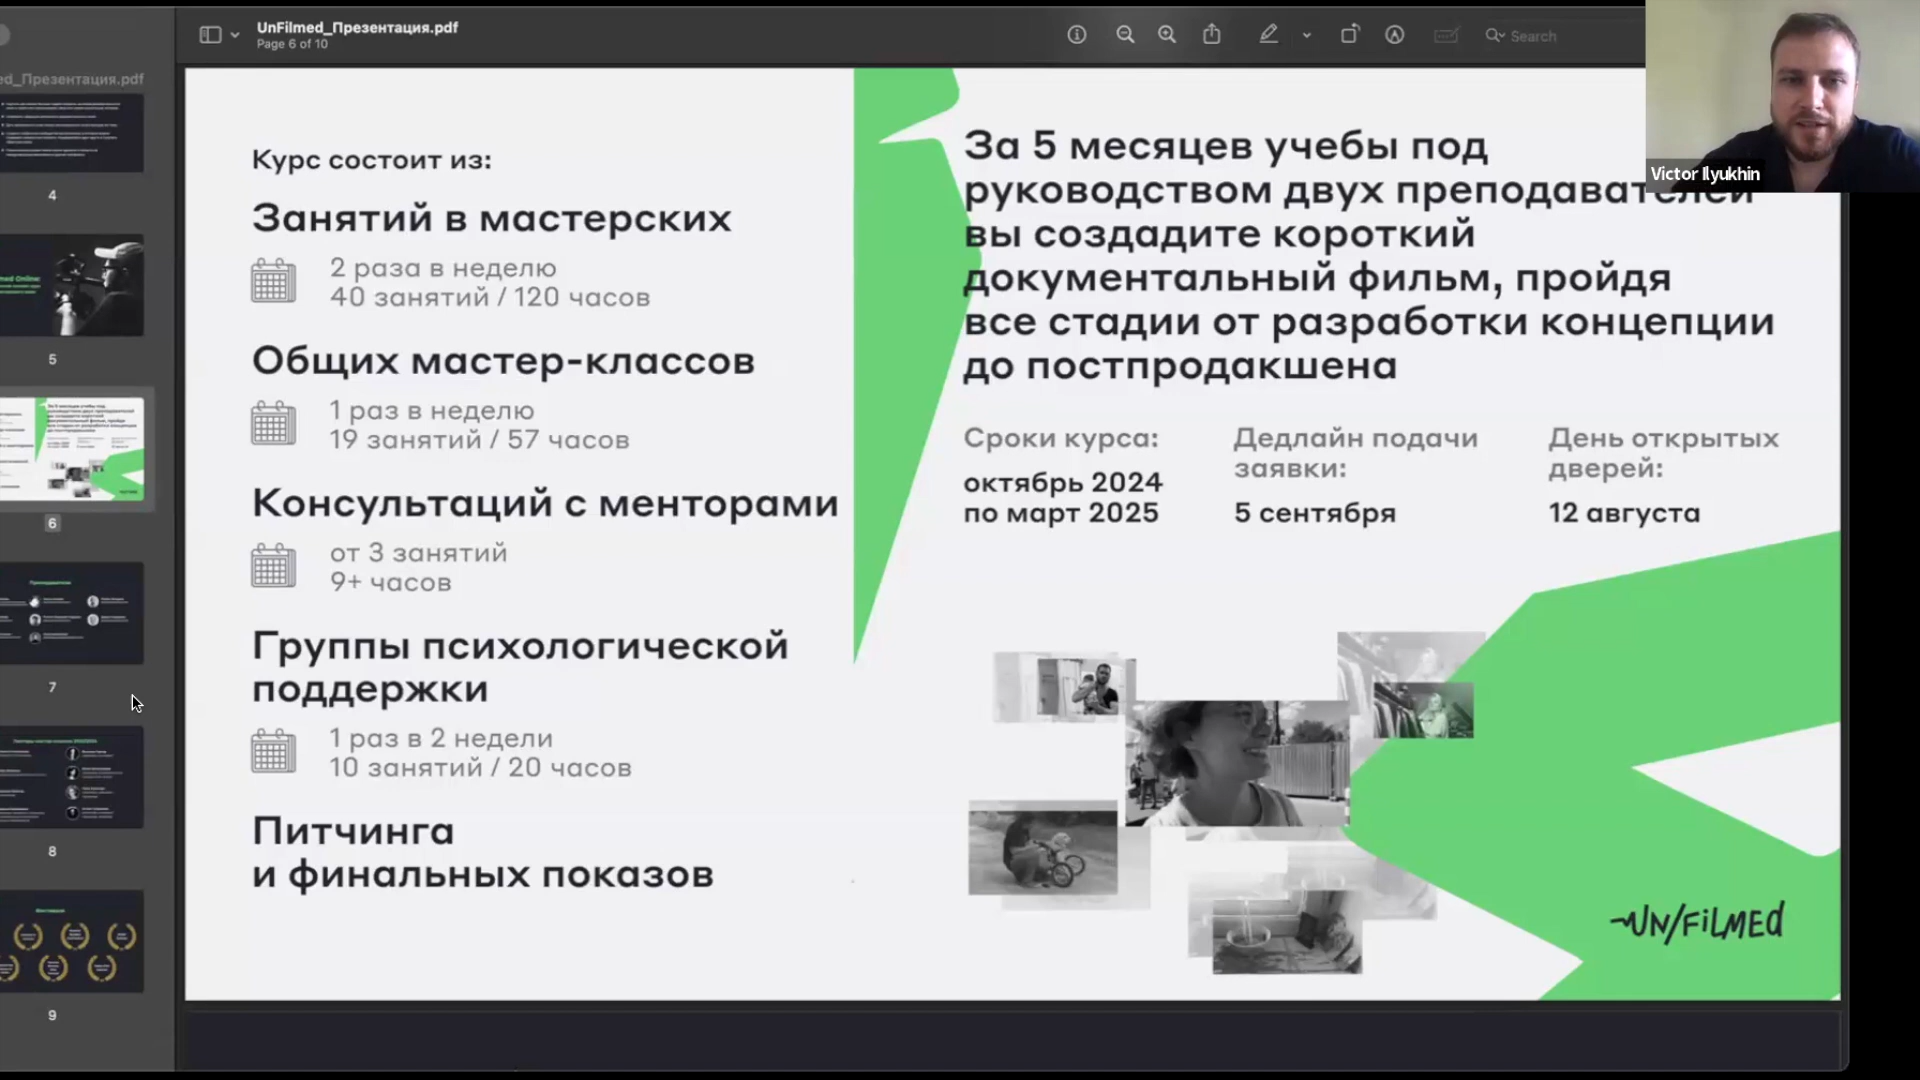 UnFilmed_Презентация.pdf
Page 6 of 10
Search
ed_Презентация.pdf
4
5
6
7
Преподаватели
8
9
Victor Ilyukhin
Курс состоит из:
Занятий в мастерских
2 раза в неделю
40 занятий / 120 часов
Общих мастер-классов
1 раз в неделю
19 занятий / 57 часов
Консультаций с менторами
от 3 занятий
9+ часов
Группы психологической
поддержки
1 раз в 2 недели
10 занятий / 20 часов
Питчинга
и финальных показов
За 5 месяцев учебы под
руководством двух преподавателей
вы создадите короткий
документальный фильм, пройдя
все стадии от разработки концепции
до постпродакшена
Сроки курса:
октябрь 2024
по март 2025
Дедлайн подачи
заявки:
5 сентября
День открытых
дверей:
12 августа
UN/FiLMEd